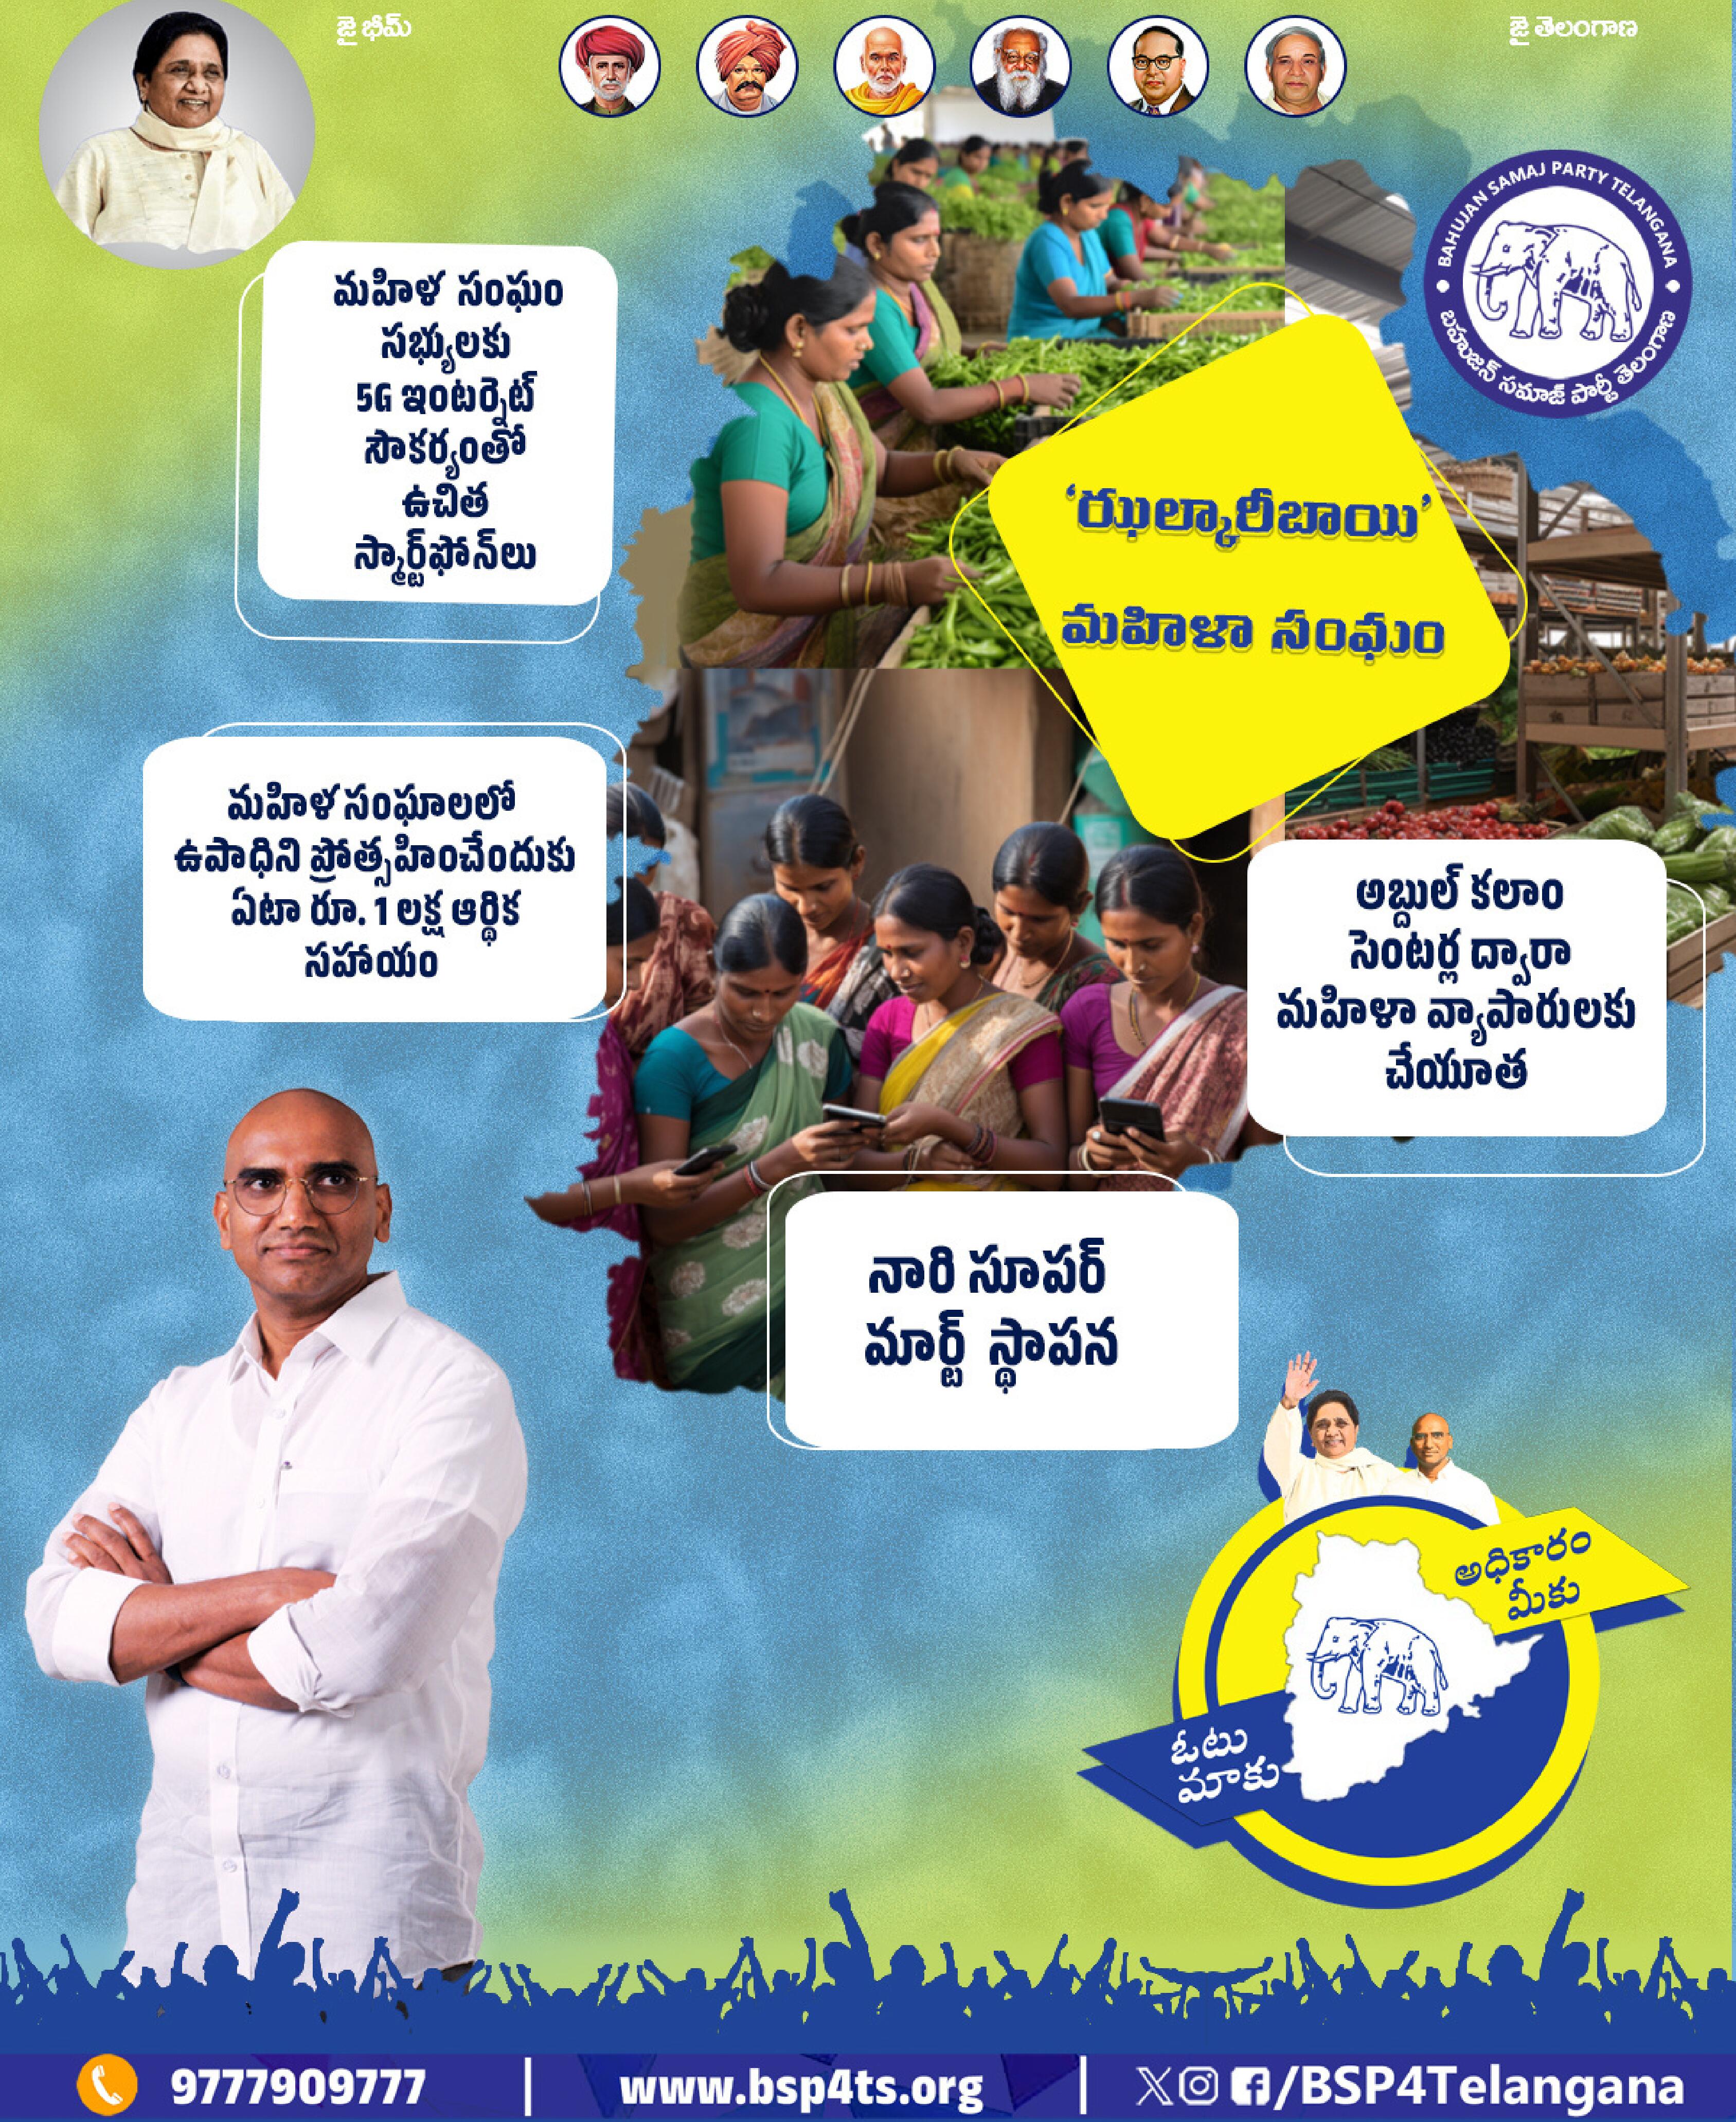 జై భీమ్
జై తెలంగాణ
BAHUJAN SAMAJ PARTY TELANGANA
బహుజన్ సమాజ్ పార్టీ తెలంగాణ
మహిళ సంఘం
సభ్యులకు
5G ఇంటర్నెట్
సౌకర్యంతో
ఉచిత
స్మార్ట్‌ఫోన్‌లు
‘ఝల్కారీబాయి’
మహిళా సంఘం
మహిళ సంఘాలలో
ఉపాధిని ప్రోత్సహించేందుకు
ఏటా రూ. 1 లక్ష ఆర్థిక
సహాయం
అబ్దుల్ కలాం
సెంటర్ల ద్వారా
మహిళా వ్యాపారులకు
చేయూత
నారి సూపర్
మార్ట్ స్థాపన
అధికారం
మీకు
ఓటు
మాకు
9777909777 | www.bsp4ts.org | /BSP4Telangana